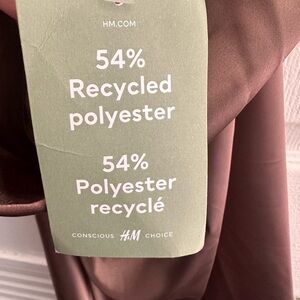 HM.COM
54%
Recycled
polyester
54%
Polyester
recyclé
CONSCIOUS H&M CHOICE